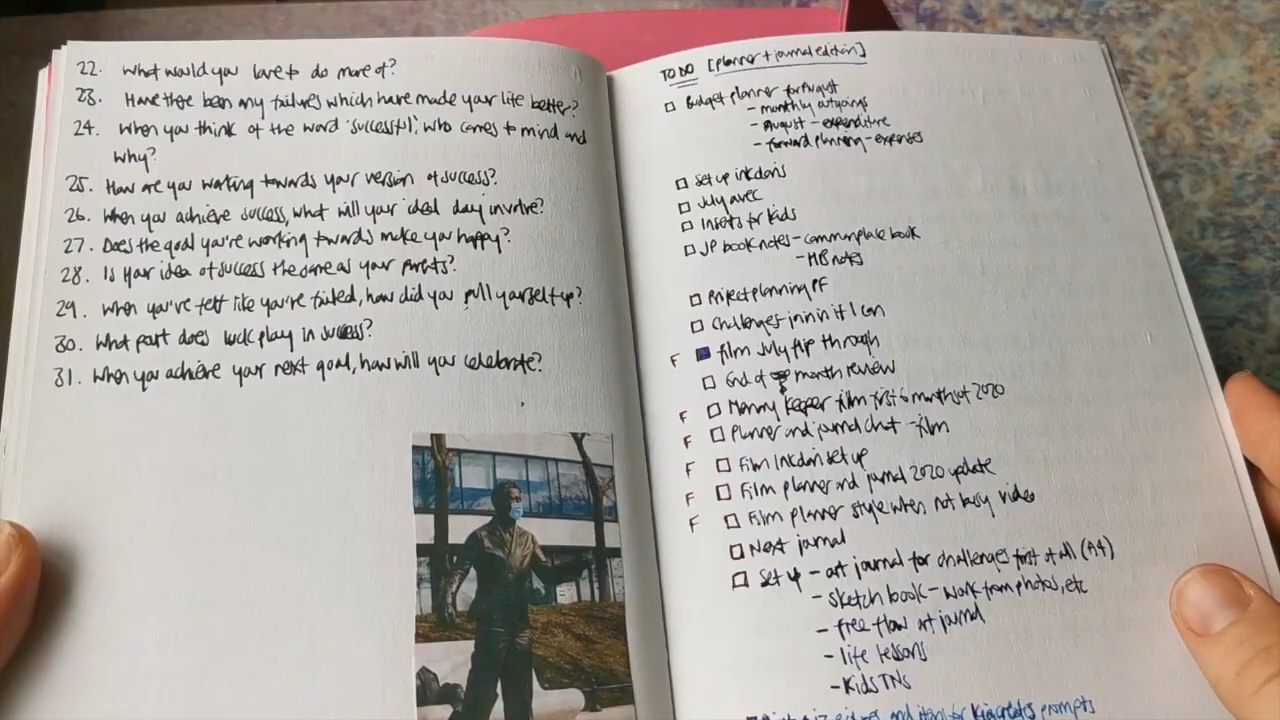 22. What would you love to do more of?
23. Have there been any failures which have made your life better?
24. When you think of the word 'successful', who comes to mind and
why?
25. How are you working towards your version of success?
26. When you achieve success, what will your ideal day involve?
27. Does the goal you're working towards make you happy?
28. Is your idea of success the same as your parents?
29. When you've felt like you're failed, how did you pull yourself up?
30. What part does luck play in success?
31. When you achieve your next goal, how will you celebrate?
TO DO [planner + journal edition]
Budget planner for August
- monthly outgoings
- August - expenditure
- forward planning - expenses
Set up inkdori
July avec
Inserts for kids
JP book notes - commonplace book
- MB notes
Project planning PF
Challenges - join in if I can
F film July flip through
End of month review
F Memory keeper film first 6 months of 2020
F Planner and journal chat - film
F Film Inkdori set up
F Film planner and journal 2020 update
F Film planner style when not busy video
Next journal
Set up - art journal for challenges first of all (A4)
- sketch book - work from photos, etc
- free flow art journal
- life lessons
- Kids TNs
and prompts